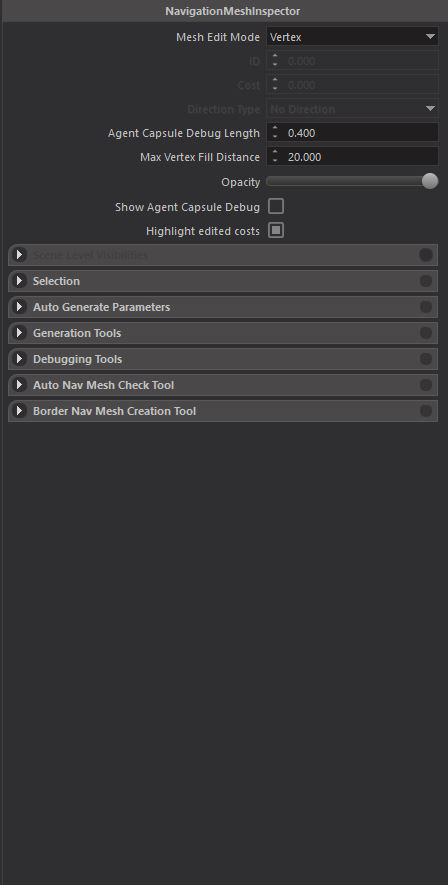 NavigationMeshInspector
Mesh Edit Mode Vertex
ID 0.000
Cost 0.000
Direction Type No Direction
Agent Capsule Debug Length 0.400
Max Vertex Fill Distance 20.000
Opacity
Show Agent Capsule Debug
Highlight edited costs
Scene Level Visibilities
Selection
Auto Generate Parameters
Generation Tools
Debugging Tools
Auto Nav Mesh Check Tool
Border Nav Mesh Creation Tool